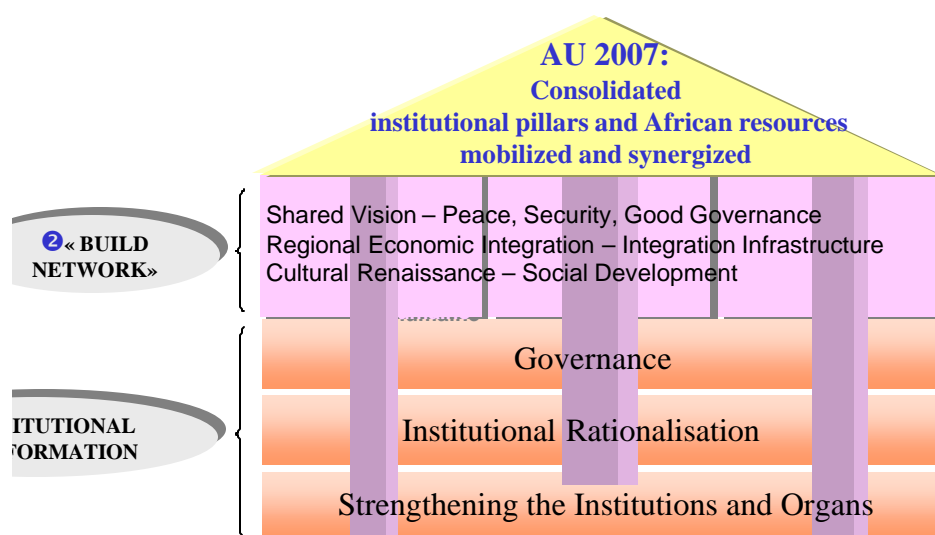 AU 2007:
Consolidated
institutional pillars and African resources
mobilized and synergized
Shared Vision – Peace, Security, Good Governance
Regional Economic Integration – Integration Infrastructure
Cultural Renaissance – Social Development
❷« BUILD
NETWORK»
Governance
ITUTIONAL
FORMATION
Institutional Rationalisation
Strengthening the Institutions and Organs